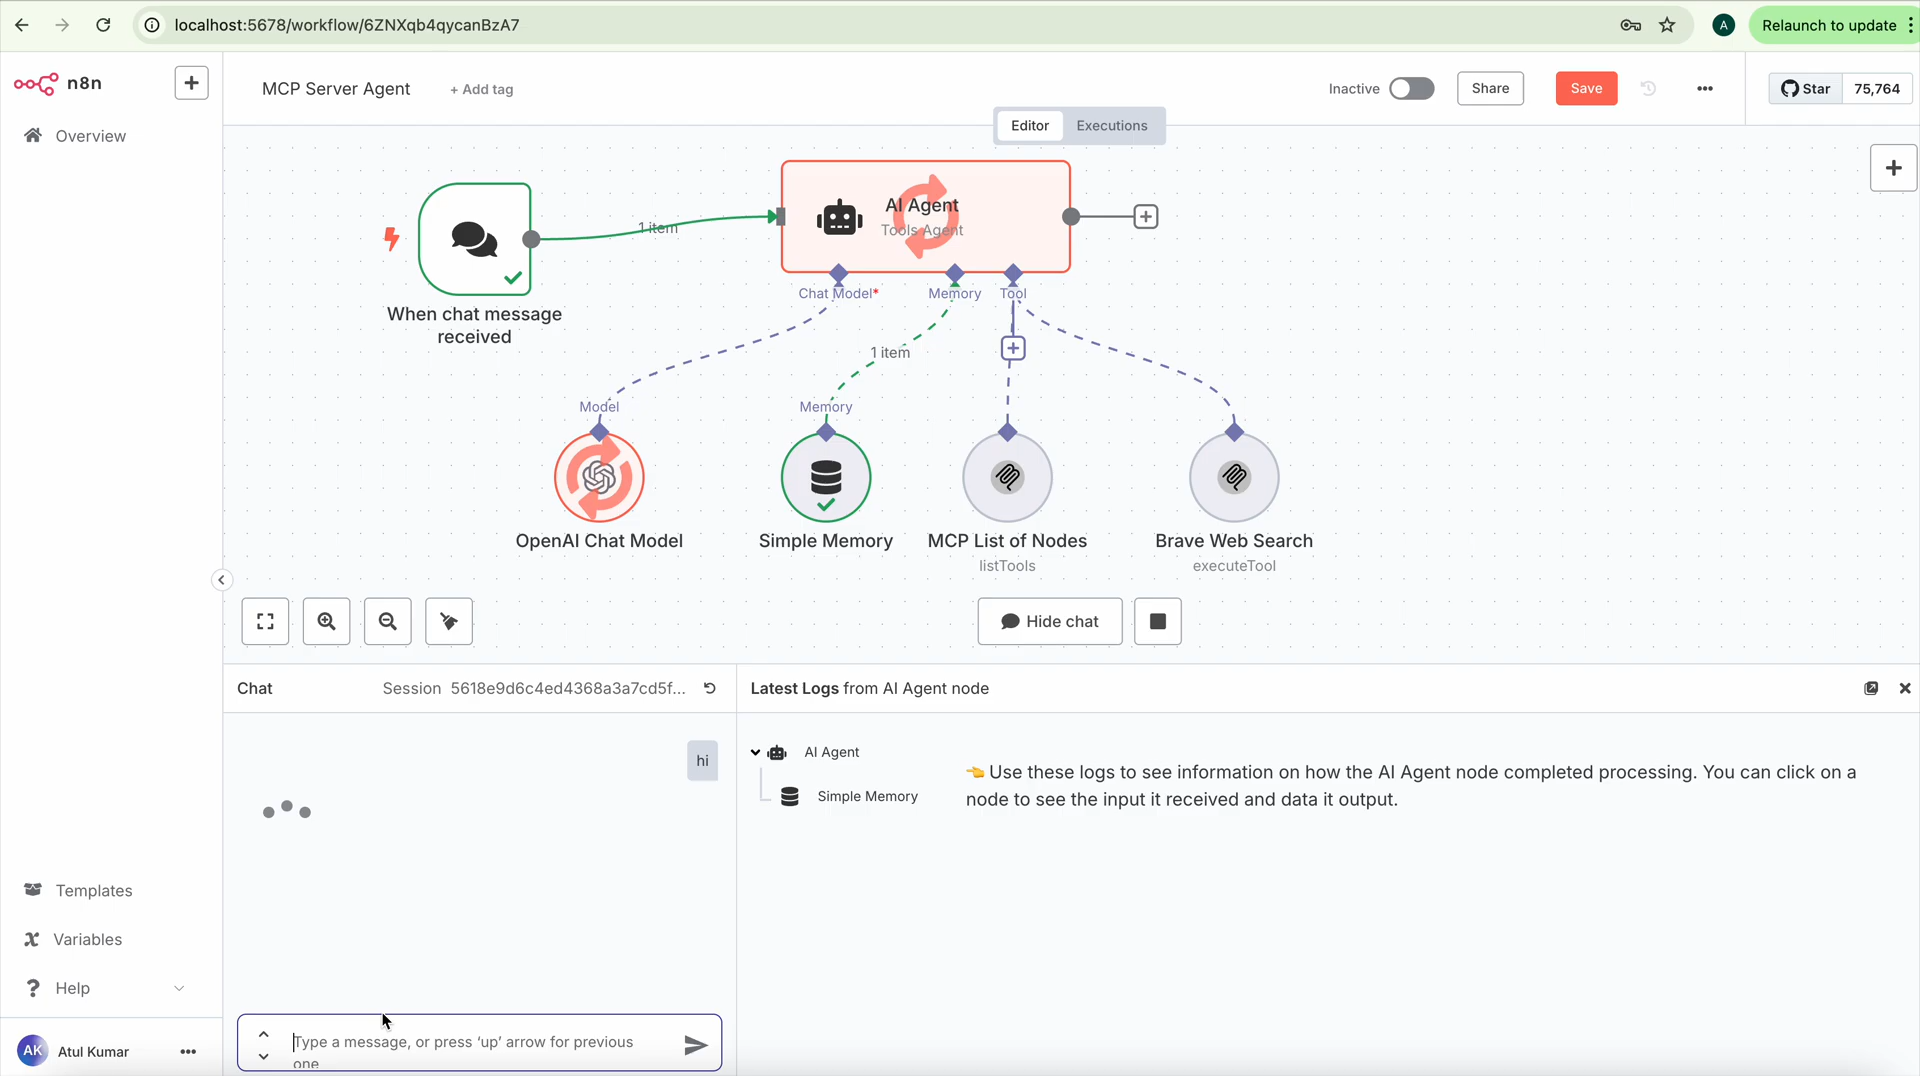 localhost:5678/workflow/6ZNXqb4qycanBzA7
A
Relaunch to update
n8n
MCP Server Agent
+ Add tag
Inactive
Share
Save
Star
75,764
Overview
Editor
Executions
AI Agent
Tools Agent
1 item
Chat Model*
Memory
Tool
When chat message
received
1 item
Model
Memory
OpenAI Chat Model
Simple Memory
MCP List of Nodes
Brave Web Search
listTools
executeTool
Hide chat
Chat
Session 5618e9d6c4ed4368a3a7cd5f...
Latest Logs from AI Agent node
hi
AI Agent
Simple Memory
👈 Use these logs to see information on how the AI Agent node completed processing. You can click on a
node to see the input it received and data it output.
Templates
Variables
Help
AK
Atul Kumar
Type a message, or press ‘up’ arrow for previous
one